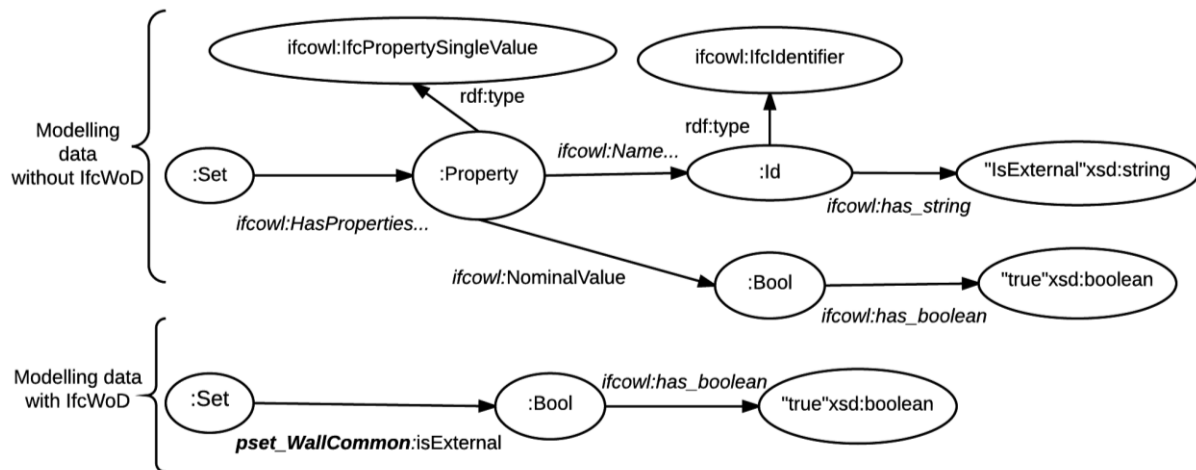 ifcowl:IfcPropertySingleValue
ifcowl:IfcIdentifier
rdf:type
rdf:type
Modelling
data
without IfcWoD
:Set
:Property
ifcowl:Name...
:Id
"IsExternal"xsd:string
ifcowl:HasProperties...
ifcowl:has_string
ifcowl:NominalValue
:Bool
"true"xsd:boolean
ifcowl:has_boolean
Modelling data
with IfcWoD
:Set
:Bool
ifcowl:has_boolean
"true"xsd:boolean
pset_WallCommon:isExternal